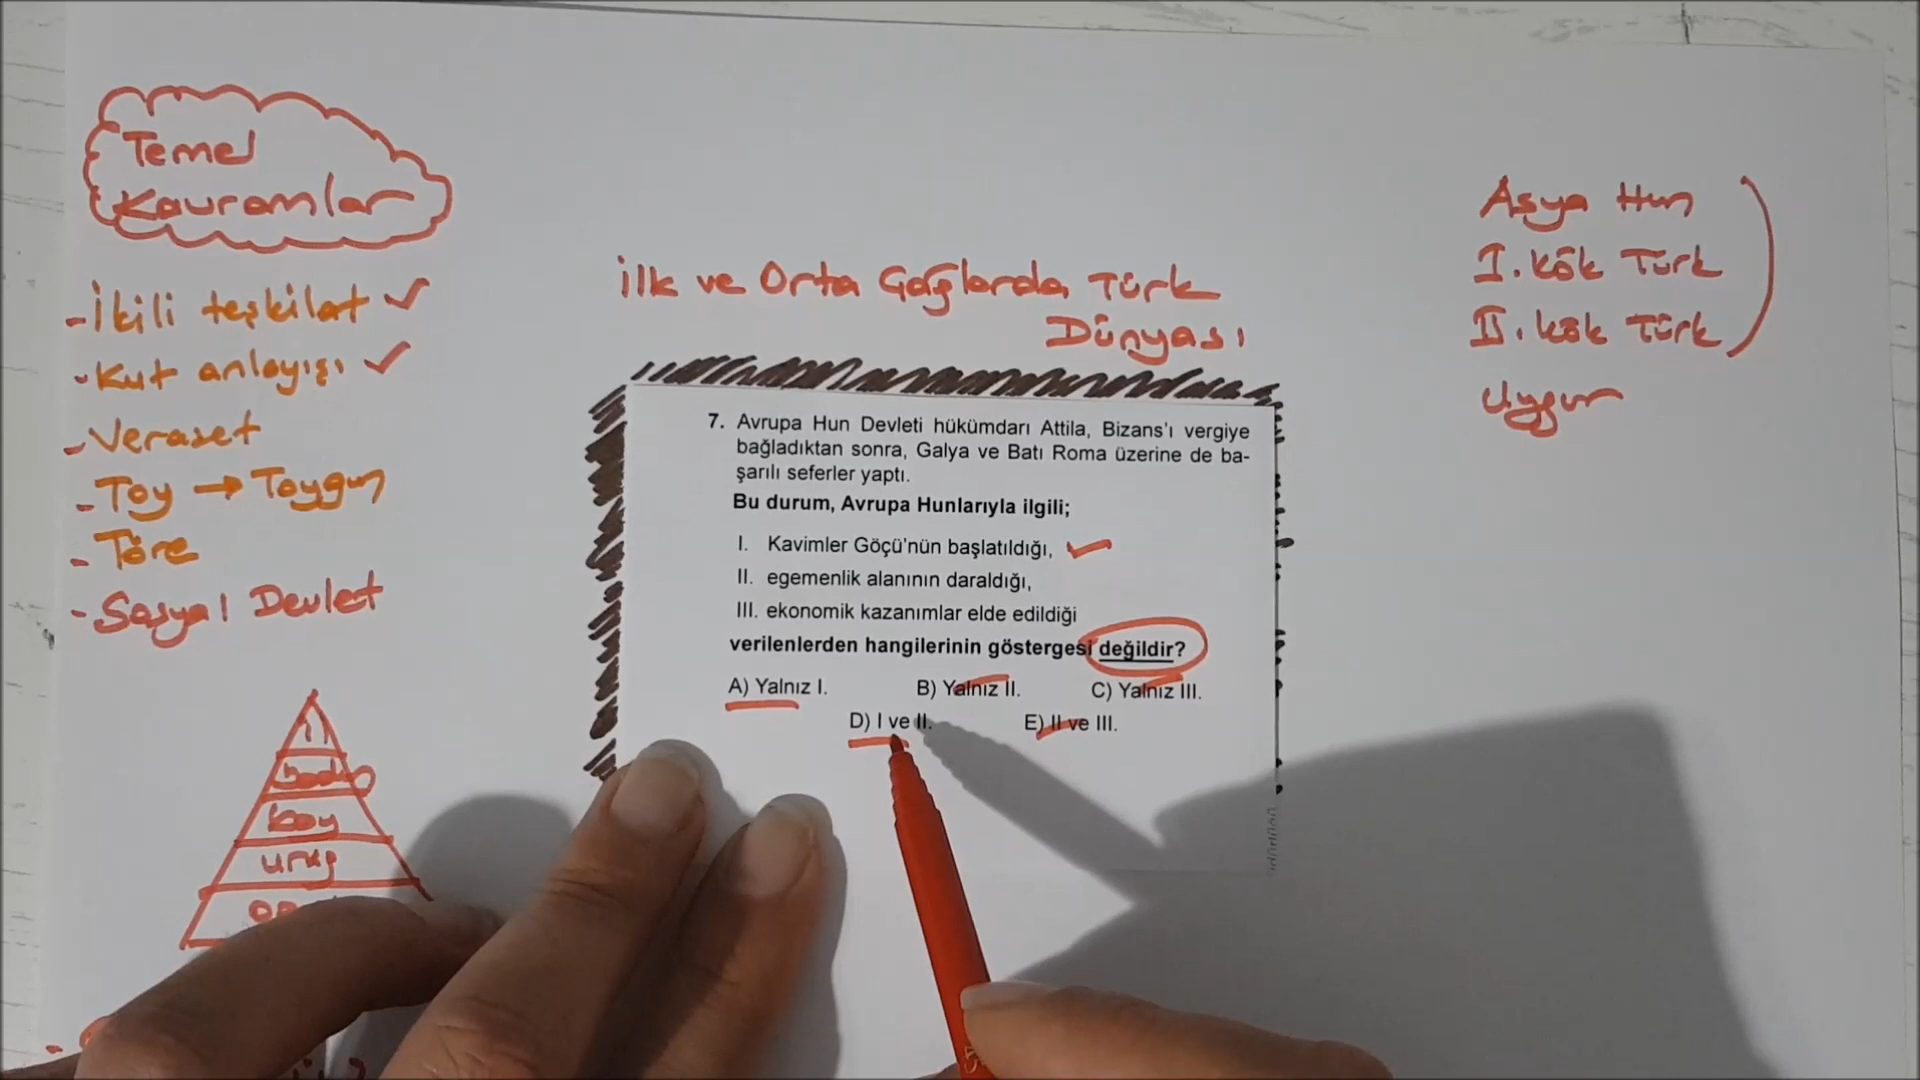 Temel
Kavramlar
- İkili teşkilat ✓
- Kut anlayışı ✓
- Veraset
- Toy → Toygun
- Töre
- Sosyal Devlet
il
boy
uruş
İlk ve Orta Çağlarda Türk
Dünyası
7. Avrupa Hun Devleti hükümdarı Attila, Bizans'ı vergiye
bağladıktan sonra, Galya ve Batı Roma üzerine de ba-
şarılı seferler yaptı.
Bu durum, Avrupa Hunlarıyla ilgili;
I. Kavimler Göçü'nün başlatıldığı, ✓
II. egemenlik alanının daraldığı,
III. ekonomik kazanımlar elde edildiği
verilenlerden hangilerinin göstergesi değildir?
A) Yalnız I. B) Yalnız II. C) Yalnız III.
D) I ve II. E) II ve III.
Asya Hun
I. Kök Türk
II. Kök Türk
Uygur